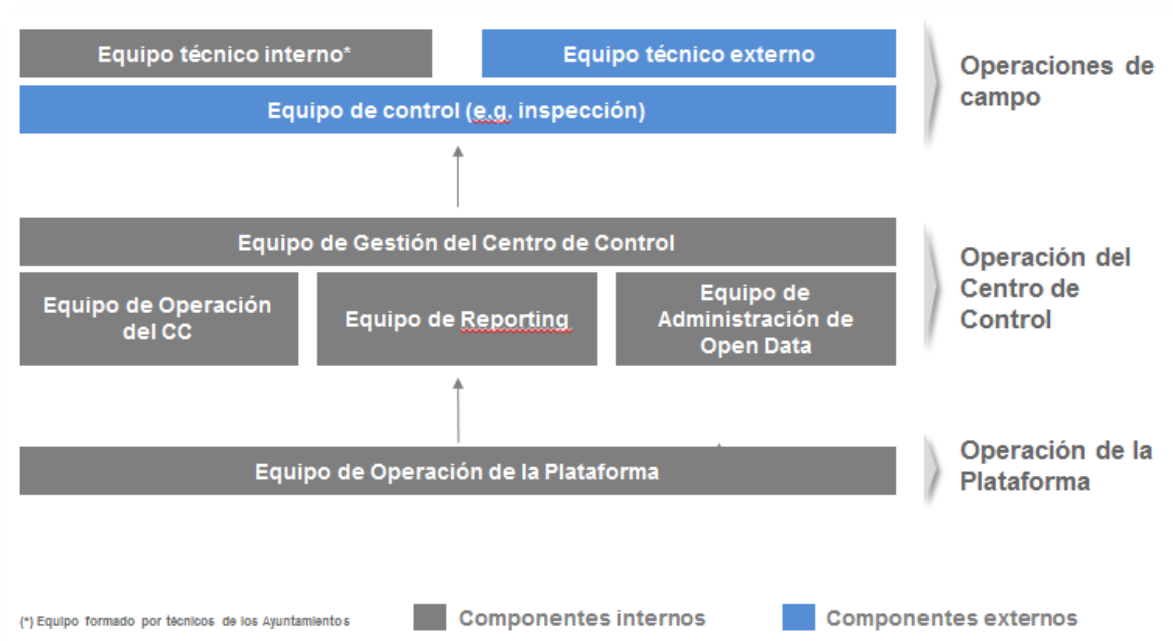 Equipo técnico interno*
Equipo técnico externo
Equipo de control (e.g. inspección)
Operaciones de
campo
Equipo de Gestión del Centro de Control
Equipo de Operación
del CC
Equipo de Reporting
Equipo de
Administración de
Open Data
Operación del
Centro de
Control
Equipo de Operación de la Plataforma
Operación de la
Plataforma
(*) Equipo formado por técnicos de los Ayuntamientos
Componentes internos
Componentes externos